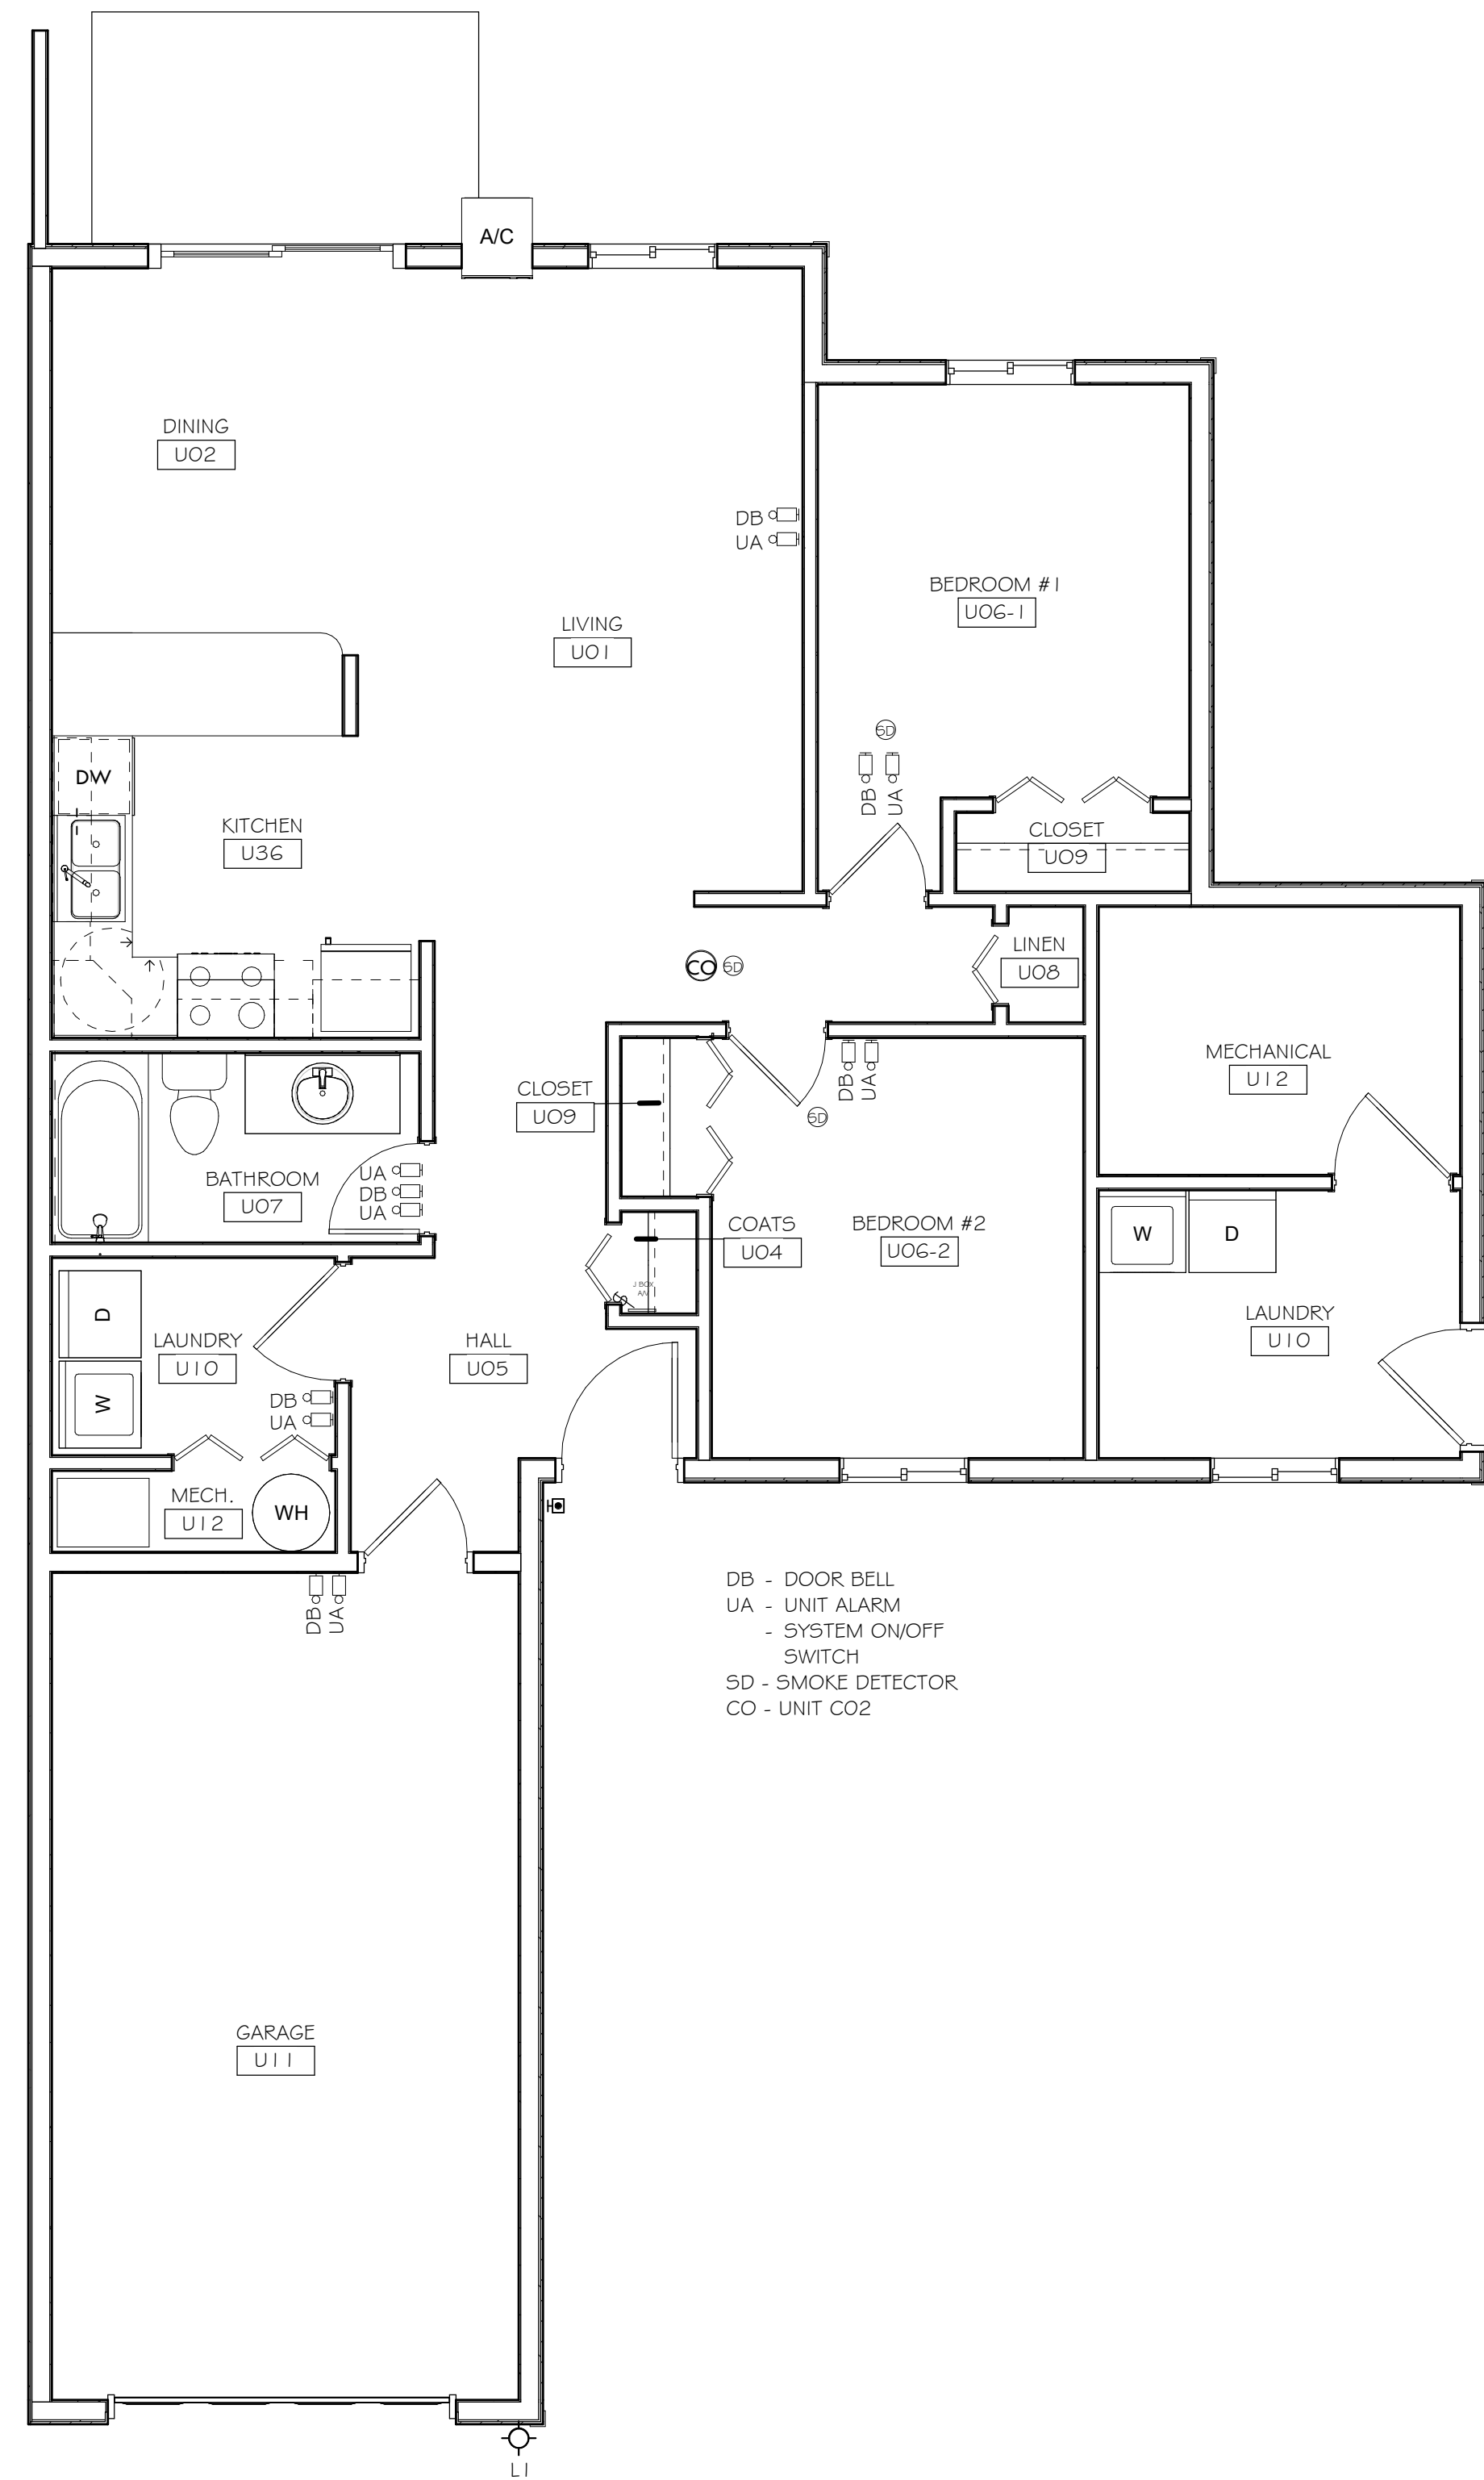 A/C
DINING
U02
DB
UA
BEDROOM #1
U06-1
LIVING
U01
SD
DB
UA
DW
KITCHEN
U36
CLOSET
U09
LINEN
U08
CO
SD
MECHANICAL
U12
CLOSET
U09
DB
UA
SD
BATHROOM
U07
UA
DB
UA
COATS
U04
BEDROOM #2
U06-2
W
D
J BOX
A/V
D
LAUNDRY
U10
HALL
U05
LAUNDRY
U10
W
DB
UA
MECH.
U12
WH
DB
UA
DB - DOOR BELL
UA - UNIT ALARM
- SYSTEM ON/OFF
SWITCH
SD - SMOKE DETECTOR
CO - UNIT CO2
GARAGE
U11
L1